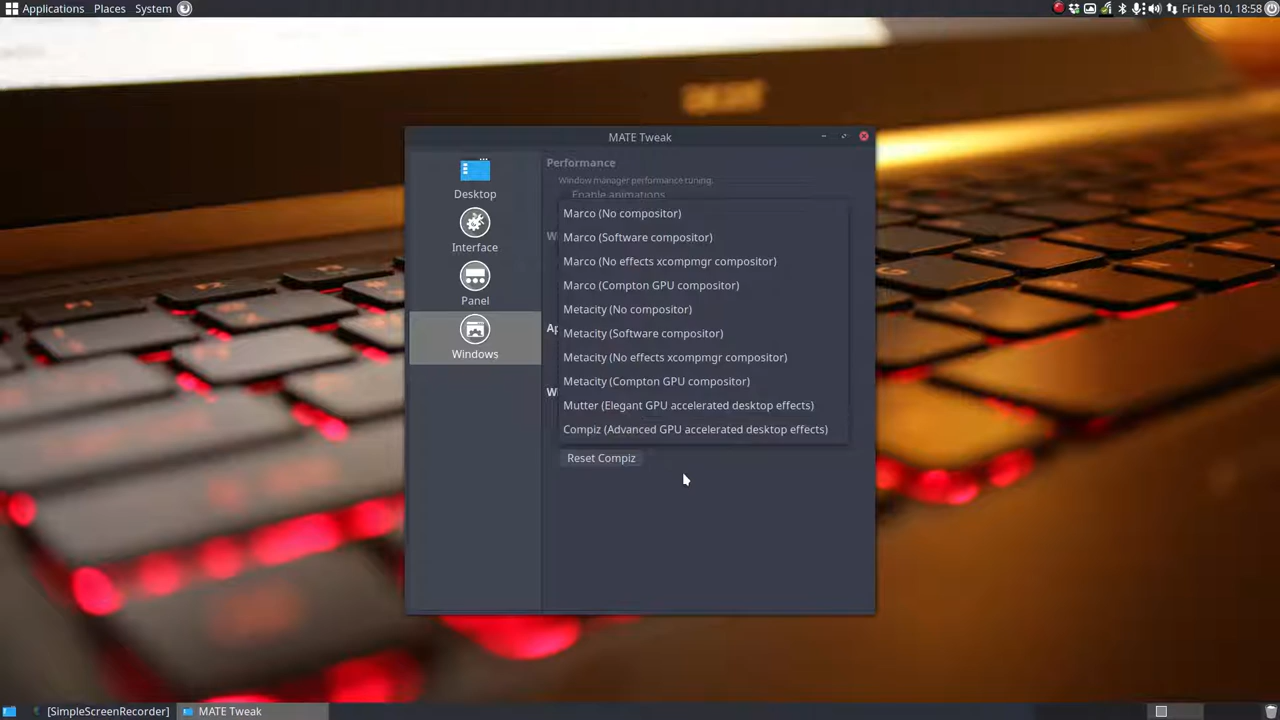 Applications Places System Fri Feb 10, 18:58
MATE Tweak
Desktop
Interface
Panel
Windows
Performance
Window manager performance tuning.
Enable animations
Marco (No compositor)
Marco (Software compositor)
Marco (No effects xcompmgr compositor)
Marco (Compton GPU compositor)
Metacity (No compositor)
Metacity (Software compositor)
Metacity (No effects xcompmgr compositor)
Metacity (Compton GPU compositor)
Mutter (Elegant GPU accelerated desktop effects)
Compiz (Advanced GPU accelerated desktop effects)
Reset Compiz
[SimpleScreenRecorder] MATE Tweak